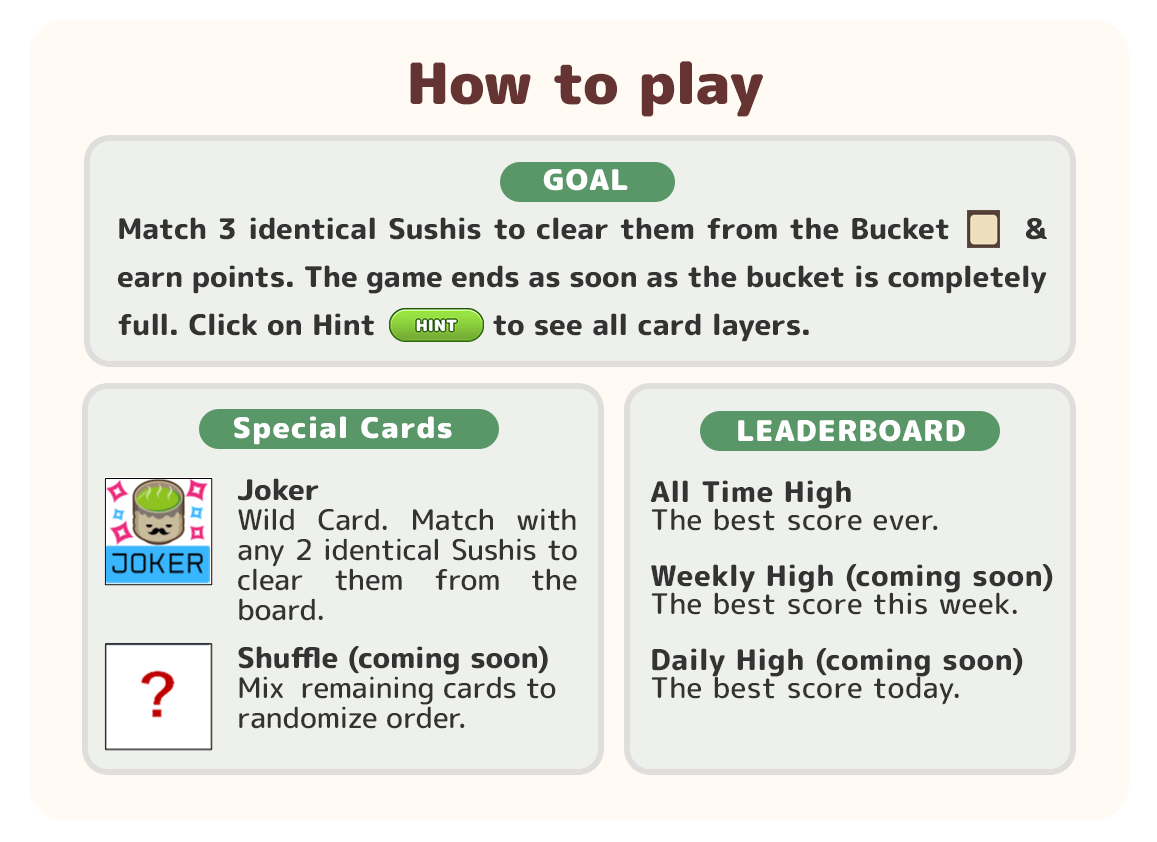 How to play
GOAL
Match 3 identical Sushis to clear them from the Bucket &
earn points. The game ends as soon as the bucket is completely
full. Click on Hint HINT to see all card layers.
Special Cards
Joker
Wild Card. Match with
any 2 identical Sushis to
clear them from the
board.
JOKER
Shuffle (coming soon)
Mix remaining cards to
randomize order.
?
LEADERBOARD
All Time High
The best score ever.
Weekly High (coming soon)
The best score this week.
Daily High (coming soon)
The best score today.